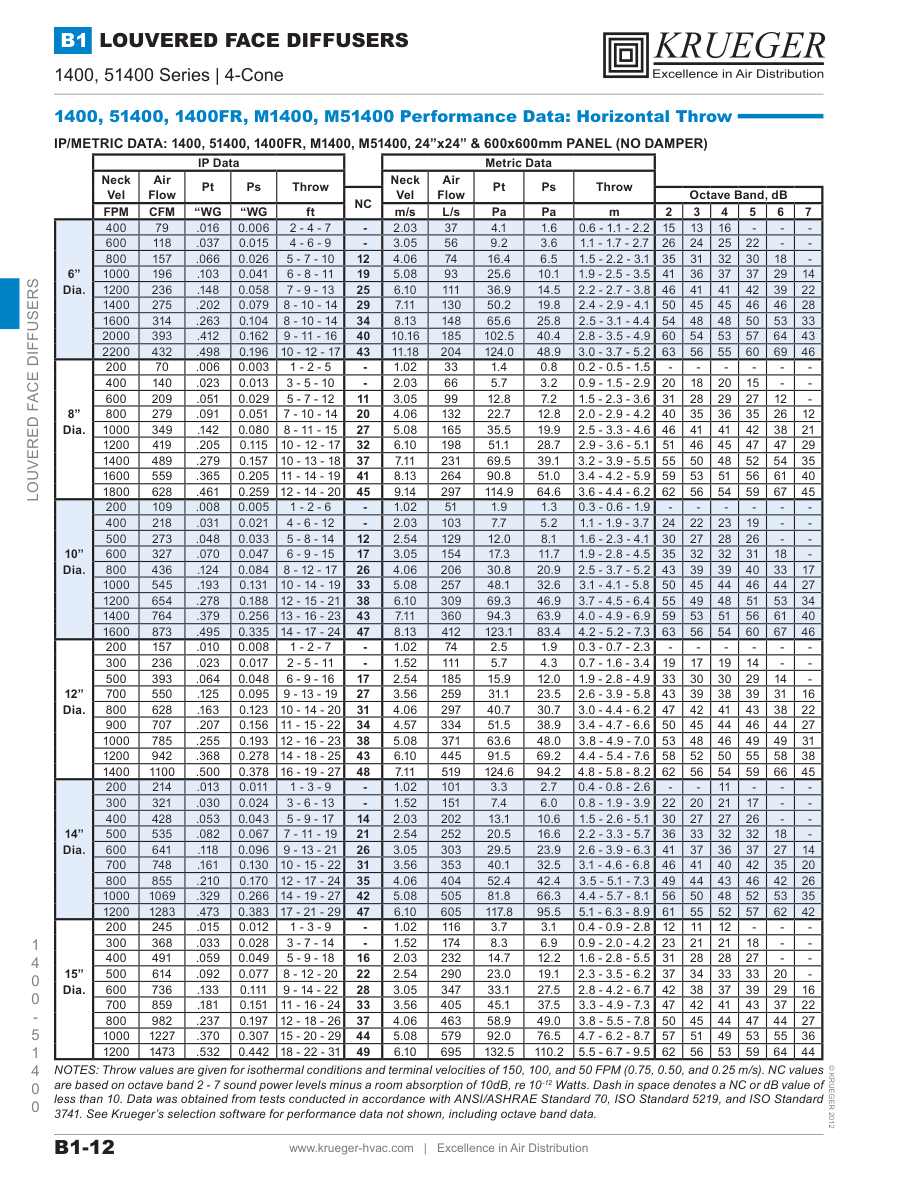 B1 LOUVERED FACE DIFFUSERS
1400, 51400 Series | 4-Cone
KRUEGER
Excellence in Air Distribution
1400, 51400, 1400FR, M1400, M51400 Performance Data: Horizontal Throw
IP/METRIC DATA: 1400, 51400, 1400FR, M1400, M51400, 24”x24” & 600x600mm PANEL (NO DAMPER)
IP Data Metric Data
Neck Vel Air Flow Pt Ps Throw NC Neck Vel Air Flow Pt Ps Throw Octave Band, dB
FPM CFM “WG “WG ft m/s L/s Pa Pa m 2 3 4 5 6 7
6” Dia.
400 79 .016 0.006 2 - 4 - 7 - 2.03 37 4.1 1.6 0.6 - 1.1 - 2.2 15 13 16 - - -
600 118 .037 0.015 4 - 6 - 9 - 3.05 56 9.2 3.6 1.1 - 1.7 - 2.7 26 24 25 22 - -
800 157 .066 0.026 5 - 7 - 10 12 4.06 74 16.4 6.5 1.5 - 2.2 - 3.1 35 31 32 30 18 -
1000 196 .103 0.041 6 - 8 - 11 19 5.08 93 25.6 10.1 1.9 - 2.5 - 3.5 41 36 37 37 29 14
1200 236 .148 0.058 7 - 9 - 13 25 6.10 111 36.9 14.5 2.2 - 2.7 - 3.8 46 41 41 42 39 22
1400 275 .202 0.079 8 - 10 - 14 29 7.11 130 50.2 19.8 2.4 - 2.9 - 4.1 50 45 45 46 46 28
1600 314 .263 0.104 8 - 10 - 14 34 8.13 148 65.6 25.8 2.5 - 3.1 - 4.4 54 48 48 50 53 33
2000 393 .412 0.162 9 - 11 - 16 40 10.16 185 102.5 40.4 2.8 - 3.5 - 4.9 60 54 53 57 64 43
2200 432 .498 0.196 10 - 12 - 17 43 11.18 204 124.0 48.9 3.0 - 3.7 - 5.2 63 56 55 60 69 46
8” Dia.
200 70 .006 0.003 1 - 2 - 5 - 1.02 33 1.4 0.8 0.2 - 0.5 - 1.5 - - - - - -
400 140 .023 0.013 3 - 5 - 10 - 2.03 66 5.7 3.2 0.9 - 1.5 - 2.9 20 18 20 15 - -
600 209 .051 0.029 5 - 7 - 12 11 3.05 99 12.8 7.2 1.5 - 2.3 - 3.6 31 28 29 27 12 -
800 279 .091 0.051 7 - 10 - 14 20 4.06 132 22.7 12.8 2.0 - 2.9 - 4.2 40 35 36 35 26 12
1000 349 .142 0.080 8 - 11 - 15 27 5.08 165 35.5 19.9 2.5 - 3.3 - 4.6 46 41 41 42 38 21
1200 419 .205 0.115 10 - 12 - 17 32 6.10 198 51.1 28.7 2.9 - 3.6 - 5.1 51 46 45 47 47 29
1400 489 .279 0.157 10 - 13 - 18 37 7.11 231 69.5 39.1 3.2 - 3.9 - 5.5 55 50 48 52 54 35
1600 559 .365 0.205 11 - 14 - 19 41 8.13 264 90.8 51.0 3.4 - 4.2 - 5.9 59 53 51 56 61 40
1800 628 .461 0.259 12 - 14 - 20 45 9.14 297 114.9 64.6 3.6 - 4.4 - 6.2 62 56 54 59 67 45
10” Dia.
200 109 .008 0.005 1 - 2 - 6 - 1.02 51 1.9 1.3 0.3 - 0.6 - 1.9 - - - - - -
400 218 .031 0.021 4 - 6 - 12 - 2.03 103 7.7 5.2 1.1 - 1.9 - 3.7 24 22 23 19 - -
500 273 .048 0.033 5 - 8 - 14 12 2.54 129 12.0 8.1 1.6 - 2.3 - 4.1 30 27 28 26 - -
600 327 .070 0.047 6 - 9 - 15 17 3.05 154 17.3 11.7 1.9 - 2.8 - 4.5 35 32 32 31 18 -
800 436 .124 0.084 8 - 12 - 17 26 4.06 206 30.8 20.9 2.5 - 3.7 - 5.2 43 39 39 40 33 17
1000 545 .193 0.131 10 - 14 - 19 33 5.08 257 48.1 32.6 3.1 - 4.1 - 5.8 50 45 44 46 44 27
1200 654 .278 0.188 12 - 15 - 21 38 6.10 309 69.3 46.9 3.7 - 4.5 - 6.4 55 49 48 51 53 34
1400 764 .379 0.256 13 - 16 - 23 43 7.11 360 94.3 63.9 4.0 - 4.9 - 6.9 59 53 51 56 61 40
1600 873 .495 0.335 14 - 17 - 24 47 8.13 412 123.1 83.4 4.2 - 5.2 - 7.3 63 56 54 60 67 46
12” Dia.
200 157 .010 0.008 1 - 2 - 7 - 1.02 74 2.5 1.9 0.3 - 0.7 - 2.3 - - - - - -
300 236 .023 0.017 2 - 5 - 11 - 1.52 111 5.7 4.3 0.7 - 1.6 - 3.4 19 17 19 14 - -
500 393 .064 0.048 6 - 9 - 16 17 2.54 185 15.9 12.0 1.9 - 2.8 - 4.9 33 30 30 29 14 -
700 550 .125 0.095 9 - 13 - 19 27 3.56 259 31.1 23.5 2.6 - 3.9 - 5.8 43 39 38 39 31 16
800 628 .163 0.123 10 - 14 - 20 31 4.06 297 40.7 30.7 3.0 - 4.4 - 6.2 47 42 41 43 38 22
900 707 .207 0.156 11 - 15 - 22 34 4.57 334 51.5 38.9 3.4 - 4.7 - 6.6 50 45 44 46 44 27
1000 785 .255 0.193 12 - 16 - 23 38 5.08 371 63.6 48.0 3.8 - 4.9 - 7.0 53 48 46 49 49 31
1200 942 .368 0.278 14 - 18 - 25 43 6.10 445 91.5 69.2 4.4 - 5.4 - 7.6 58 52 50 55 58 38
1400 1100 .500 0.378 16 - 19 - 27 48 7.11 519 124.6 94.2 4.8 - 5.8 - 8.2 62 56 54 59 66 45
14” Dia.
200 214 .013 0.011 1 - 3 - 9 - 1.02 101 3.3 2.7 0.4 - 0.8 - 2.6 - - 11 - - -
300 321 .030 0.024 3 - 6 - 13 - 1.52 151 7.4 6.0 0.8 - 1.9 - 3.9 22 20 21 17 - -
400 428 .053 0.043 5 - 9 - 17 14 2.03 202 13.1 10.6 1.5 - 2.6 - 5.1 30 27 27 26 - -
500 535 .082 0.067 7 - 11 - 19 21 2.54 252 20.5 16.6 2.2 - 3.3 - 5.7 36 33 32 32 18 -
600 641 .118 0.096 9 - 13 - 21 26 3.05 303 29.5 23.9 2.6 - 3.9 - 6.3 41 37 36 37 27 14
700 748 .161 0.130 10 - 15 - 22 31 3.56 353 40.1 32.5 3.1 - 4.6 - 6.8 46 41 40 42 35 20
800 855 .210 0.170 12 - 17 - 24 35 4.06 404 52.4 42.4 3.5 - 5.1 - 7.3 49 44 43 46 42 26
1000 1069 .329 0.266 14 - 19 - 27 42 5.08 505 81.8 66.3 4.4 - 5.7 - 8.1 56 50 48 52 53 35
1200 1283 .473 0.383 17 - 21 - 29 47 6.10 605 117.8 95.5 5.1 - 6.3 - 8.9 61 55 52 57 62 42
15” Dia.
200 245 .015 0.012 1 - 3 - 9 - 1.02 116 3.7 3.1 0.4 - 0.9 - 2.8 12 11 12 - - -
300 368 .033 0.028 3 - 7 - 14 - 1.52 174 8.3 6.9 0.9 - 2.0 - 4.2 23 21 21 18 - -
400 491 .059 0.049 5 - 9 - 18 16 2.03 232 14.7 12.2 1.6 - 2.8 - 5.5 31 28 28 27 - -
500 614 .092 0.077 8 - 12 - 20 22 2.54 290 23.0 19.1 2.3 - 3.5 - 6.2 37 34 33 33 20 -
600 736 .133 0.111 9 - 14 - 22 28 3.05 347 33.1 27.5 2.8 - 4.2 - 6.7 42 38 37 39 29 16
700 859 .181 0.151 11 - 16 - 24 33 3.56 405 45.1 37.5 3.3 - 4.9 - 7.3 47 42 41 43 37 22
800 982 .237 0.197 12 - 18 - 26 37 4.06 463 58.9 49.0 3.8 - 5.5 - 7.8 50 45 44 47 44 27
1000 1227 .370 0.307 15 - 20 - 29 44 5.08 579 92.0 76.5 4.7 - 6.2 - 8.7 57 51 49 53 55 36
1200 1473 .532 0.442 18 - 22 - 31 49 6.10 695 132.5 110.2 5.5 - 6.7 - 9.5 62 56 53 59 64 44
NOTES: Throw values are given for isothermal conditions and terminal velocities of 150, 100, and 50 FPM (0.75, 0.50, and 0.25 m/s). NC values
are based on octave band 2 - 7 sound power levels minus a room absorption of 10dB, re 10⁻¹² Watts. Dash in space denotes a NC or dB value of
less than 10. Data was obtained from tests conducted in accordance with ANSI/ASHRAE Standard 70, ISO Standard 5219, and ISO Standard
3741. See Krueger’s selection software for performance data not shown, including octave band data.
LOUVERED FACE DIFFUSERS
1400-51400
© KRUEGER 2012
B1-12 www.krueger-hvac.com | Excellence in Air Distribution